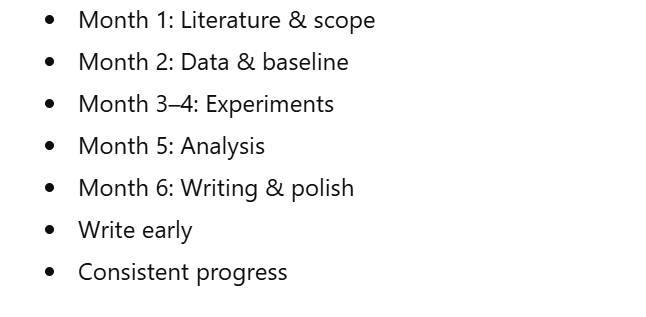 • Month 1: Literature & scope
• Month 2: Data & baseline
• Month 3–4: Experiments
• Month 5: Analysis
• Month 6: Writing & polish
• Write early
• Consistent progress